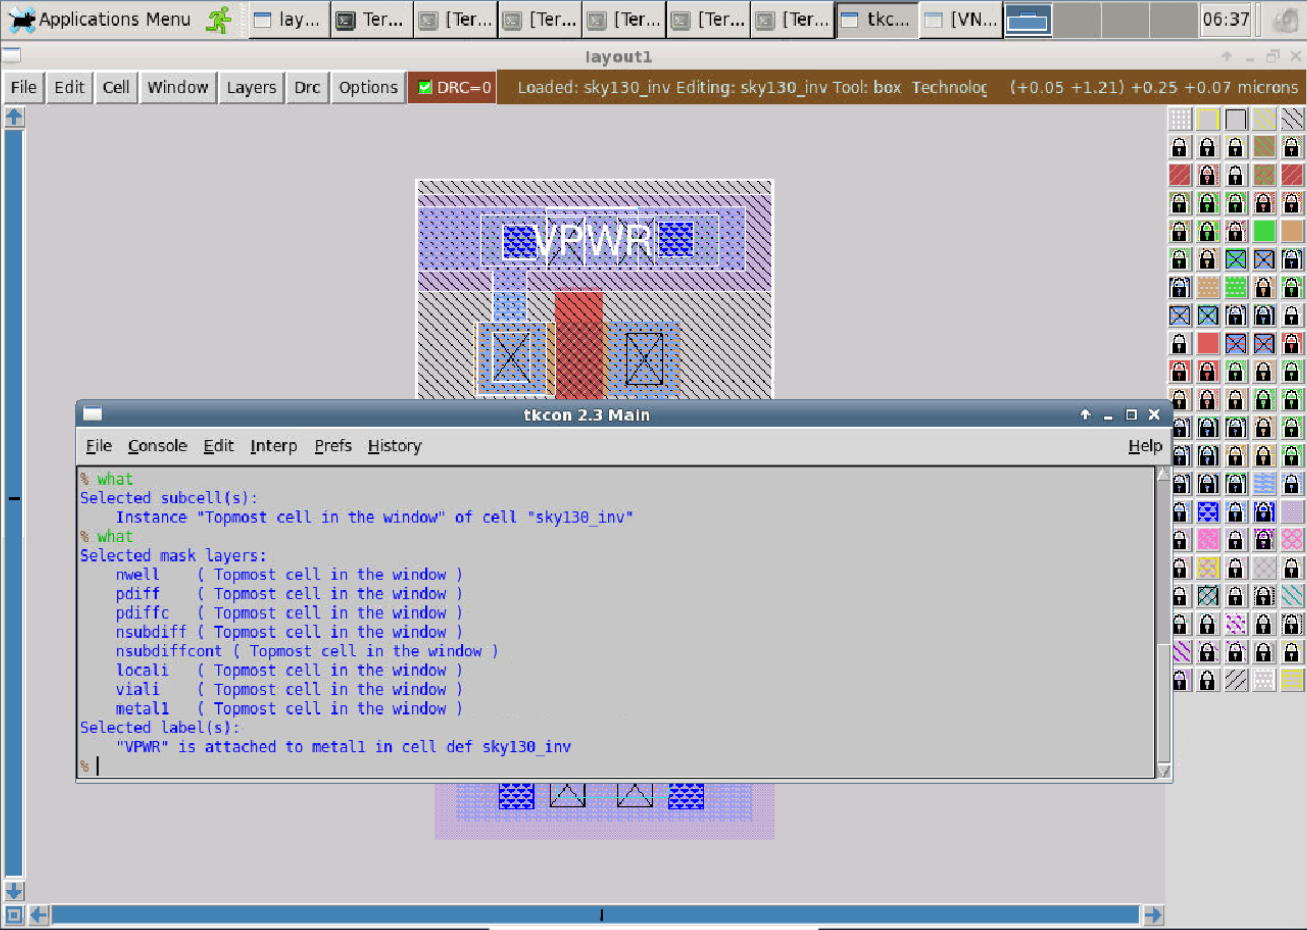 Applications Menu lay... Ter... [Ter... [Ter... [Ter... [Ter... [Ter... tkc... [VN... 06:37
layout1
File Edit Cell Window Layers Drc Options DRC=0 Loaded: sky130_inv Editing: sky130_inv Tool: box Technolog (+0.05 +1.21) +0.25 +0.07 microns
VPWR
tkcon 2.3 Main
File Console Edit Interp Prefs History Help
% what
Selected subcell(s):
Instance "Topmost cell in the window" of cell "sky130_inv"
% what
Selected mask layers:
nwell ( Topmost cell in the window )
pdiff ( Topmost cell in the window )
pdiffc ( Topmost cell in the window )
nsubdiff ( Topmost cell in the window )
nsubdiffcont ( Topmost cell in the window )
locali ( Topmost cell in the window )
viali ( Topmost cell in the window )
metal1 ( Topmost cell in the window )
Selected label(s):
"VPWR" is attached to metal1 in cell def sky130_inv
%